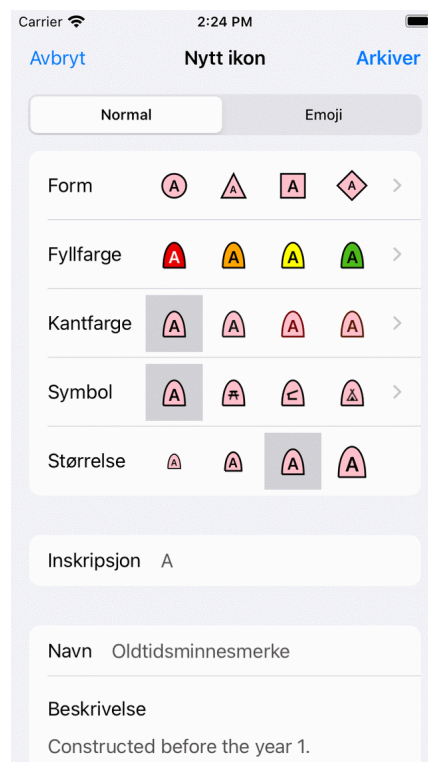 Carrier 2:24 PM
Avbryt Nytt ikon Arkiver
Normal Emoji
Form A A A A
Fyllfarge A A A A
Kantfarge A A A A
Symbol A
Størrelse A A A A
Inskripsjon A
Navn Oldtidsminnesmerke
Beskrivelse
Constructed before the year 1.